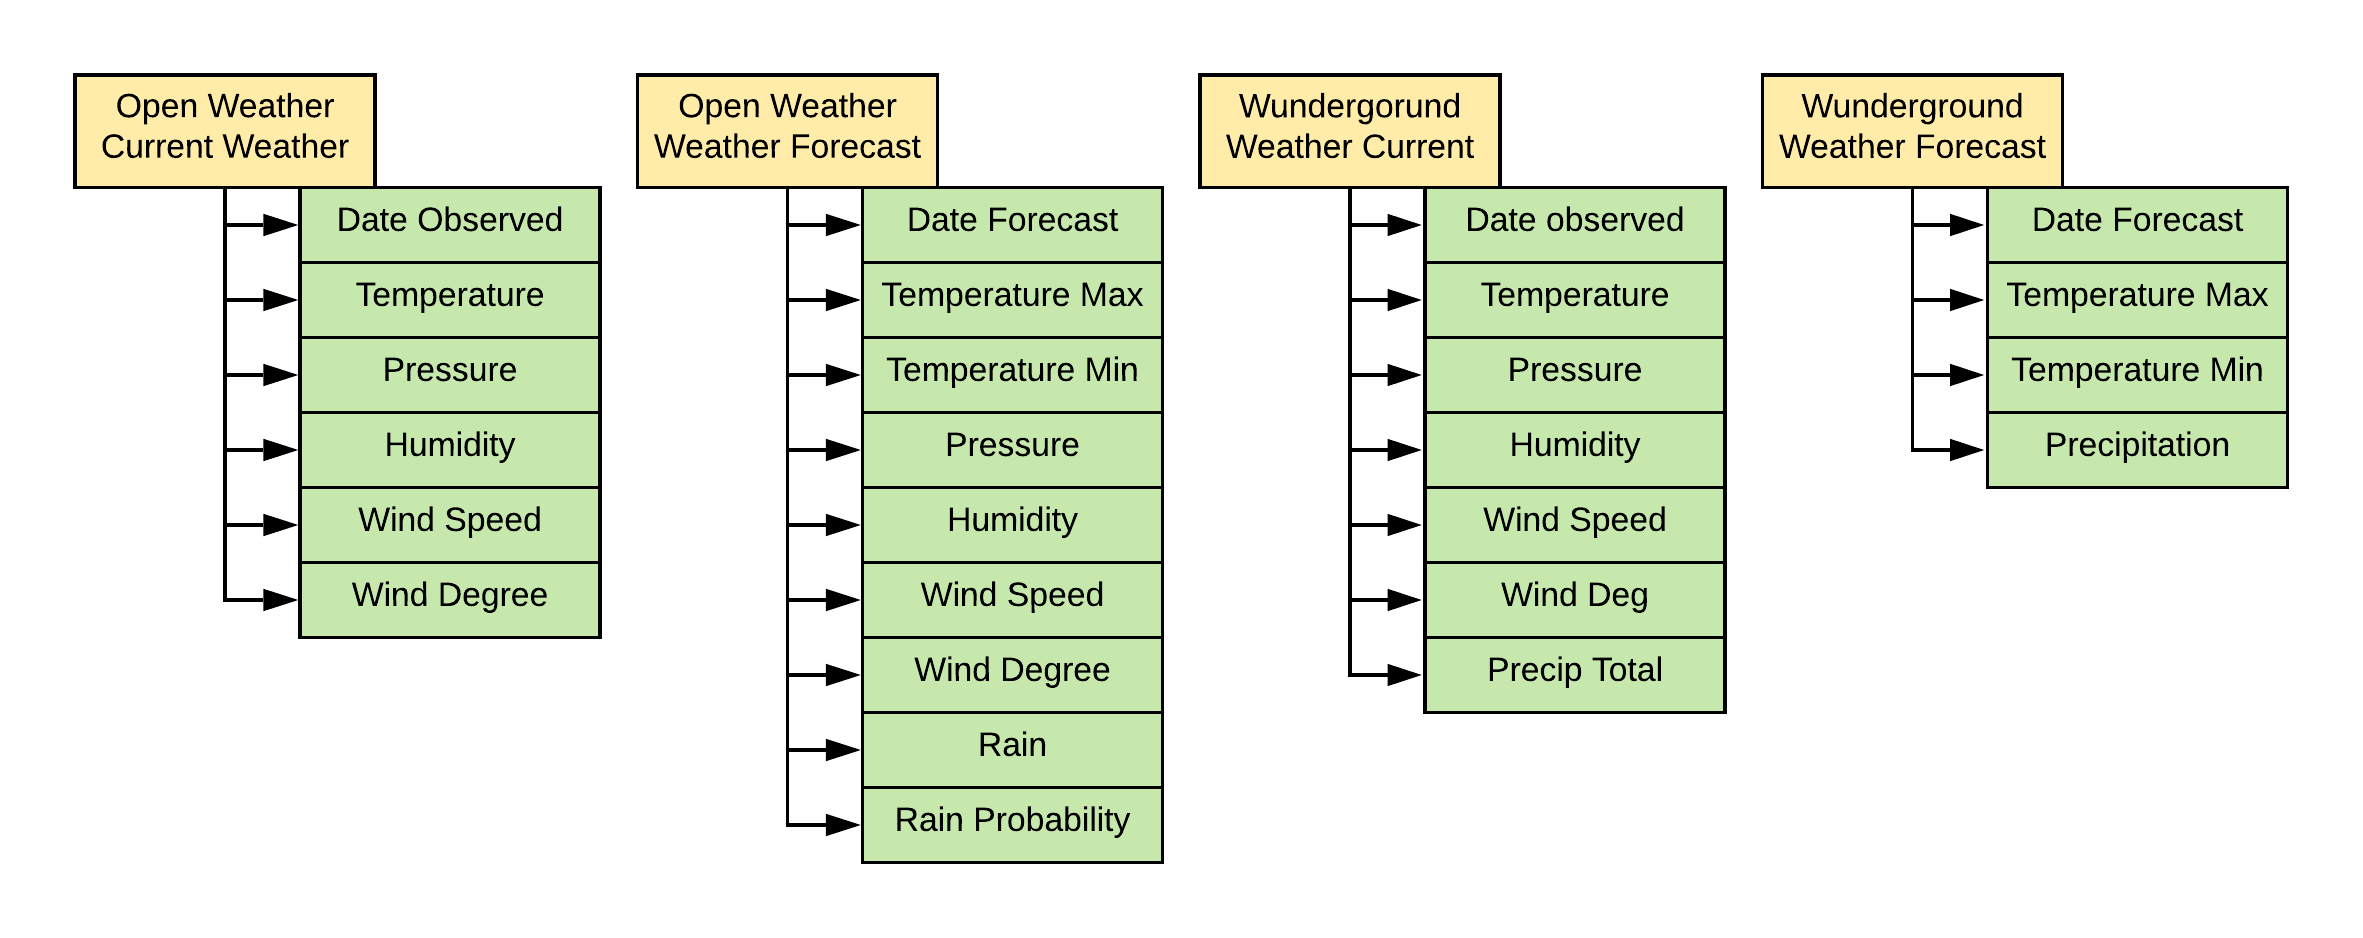 Open Weather
Current Weather
Date Observed
Temperature
Pressure
Humidity
Wind Speed
Wind Degree
Open Weather
Weather Forecast
Date Forecast
Temperature Max
Temperature Min
Pressure
Humidity
Wind Speed
Wind Degree
Rain
Rain Probability
Wundergorund
Weather Current
Date observed
Temperature
Pressure
Humidity
Wind Speed
Wind Deg
Precip Total
Wunderground
Weather Forecast
Date Forecast
Temperature Max
Temperature Min
Precipitation